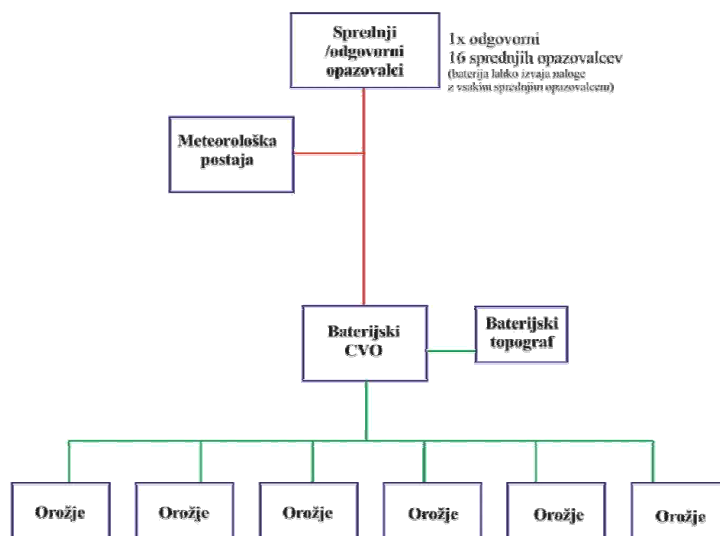 Sprednji
/odgovorni
opazovalci
1x odgovorni
16 sprednjih opazovalcev
(baterija lahko izvaja naloge
z vsakim sprednjim opazovalcem)
Meteorološka
postaja
Baterijski
CVO
Baterijski
topograf
Orožje
Orožje
Orožje
Orožje
Orožje
Orožje